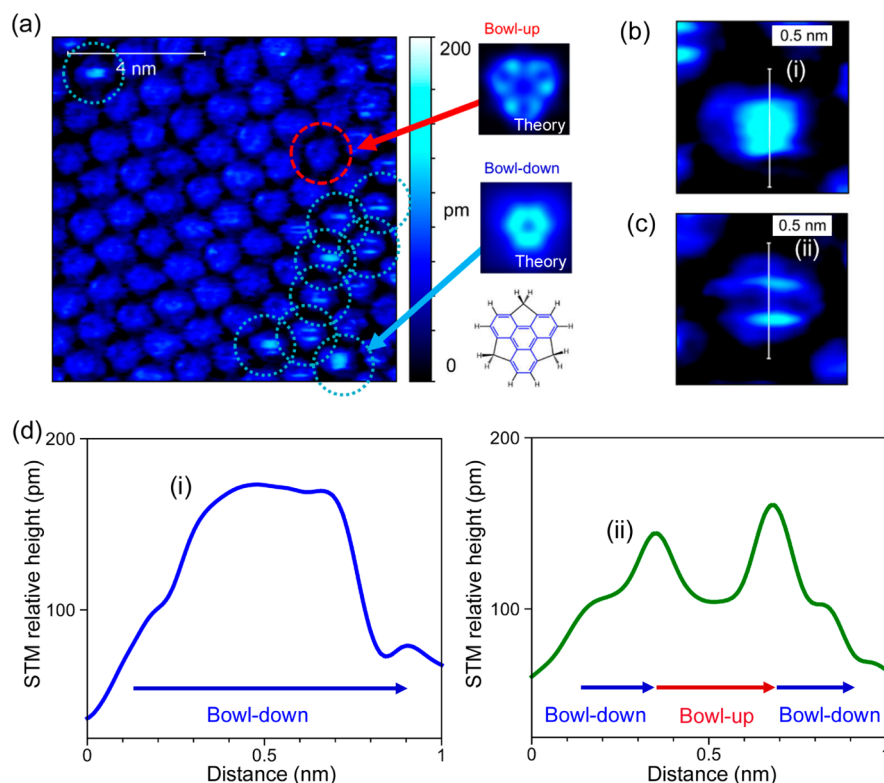 (a)
4 nm
200
pm
0
Bowl-up
Theory
Bowl-down
Theory
H H
H H
H H
H H
H H
H H
(b)
0.5 nm
(i)
(c)
0.5 nm
(ii)
(d)
200
100
0
0.5
1
STM relative height (pm)
Distance (nm)
(i)
Bowl-down
200
100
0
0.5
1
STM relative height (pm)
Distance (nm)
(ii)
Bowl-down
Bowl-up
Bowl-down